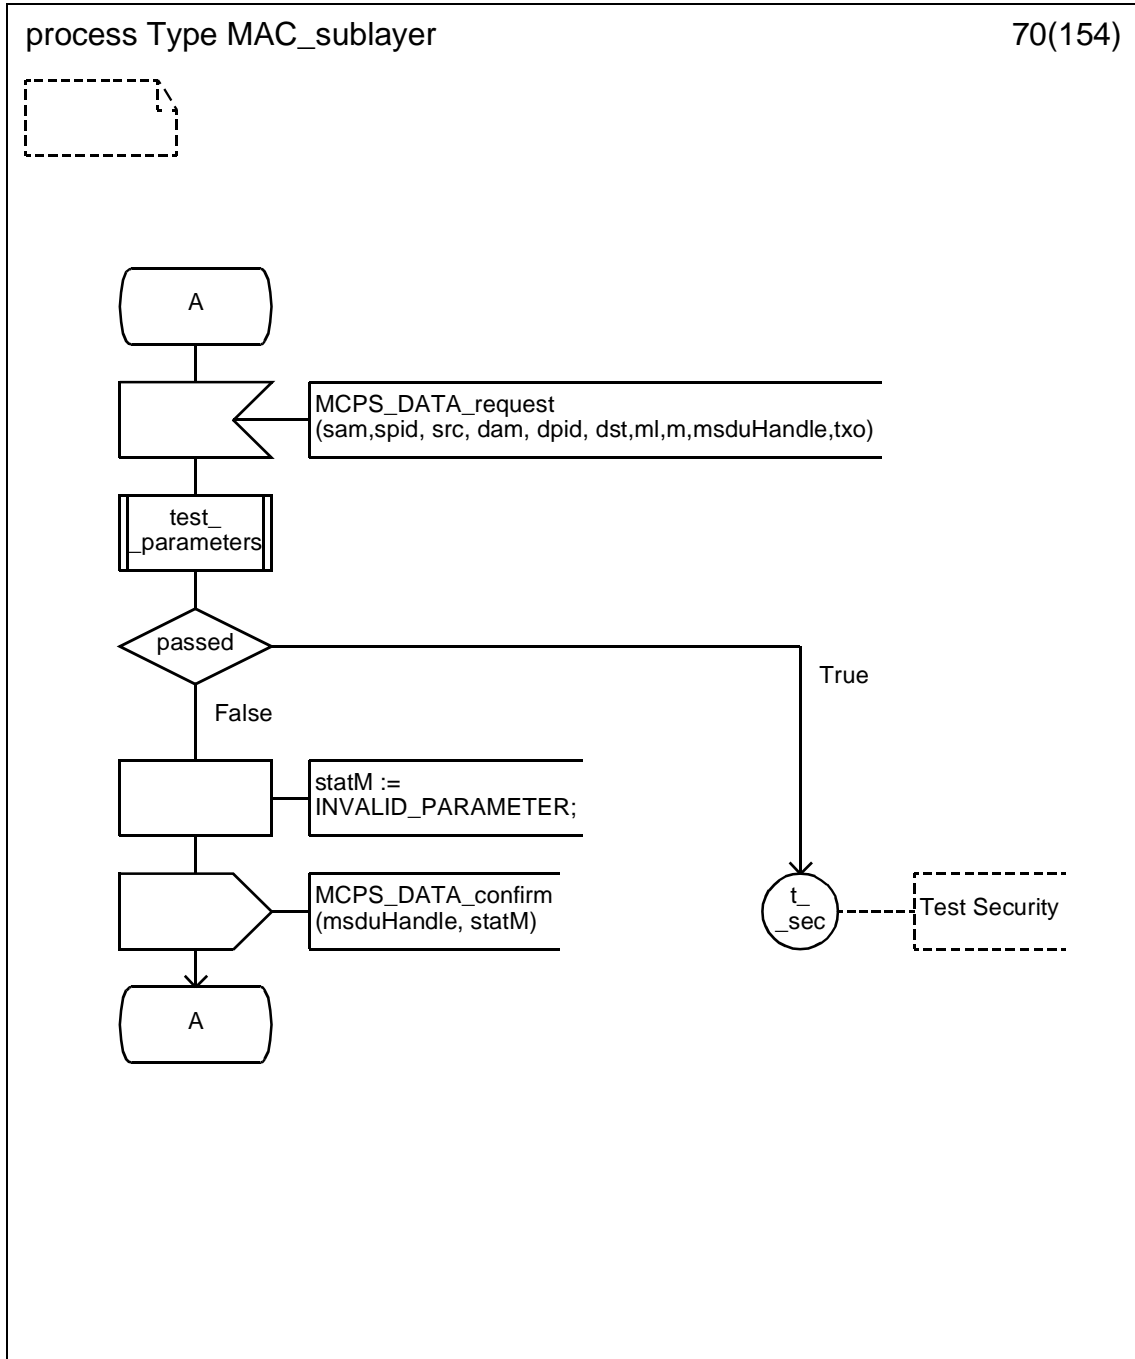 process Type MAC_sublayer
70(154)
A
MCPS_DATA_request
(sam,spid, src, dam, dpid, dst,ml,m,msduHandle,txo)
test_
_parameters
passed
True
False
statM :=
INVALID_PARAMETER;
MCPS_DATA_confirm
(msduHandle, statM)
t_
_sec
Test Security
A